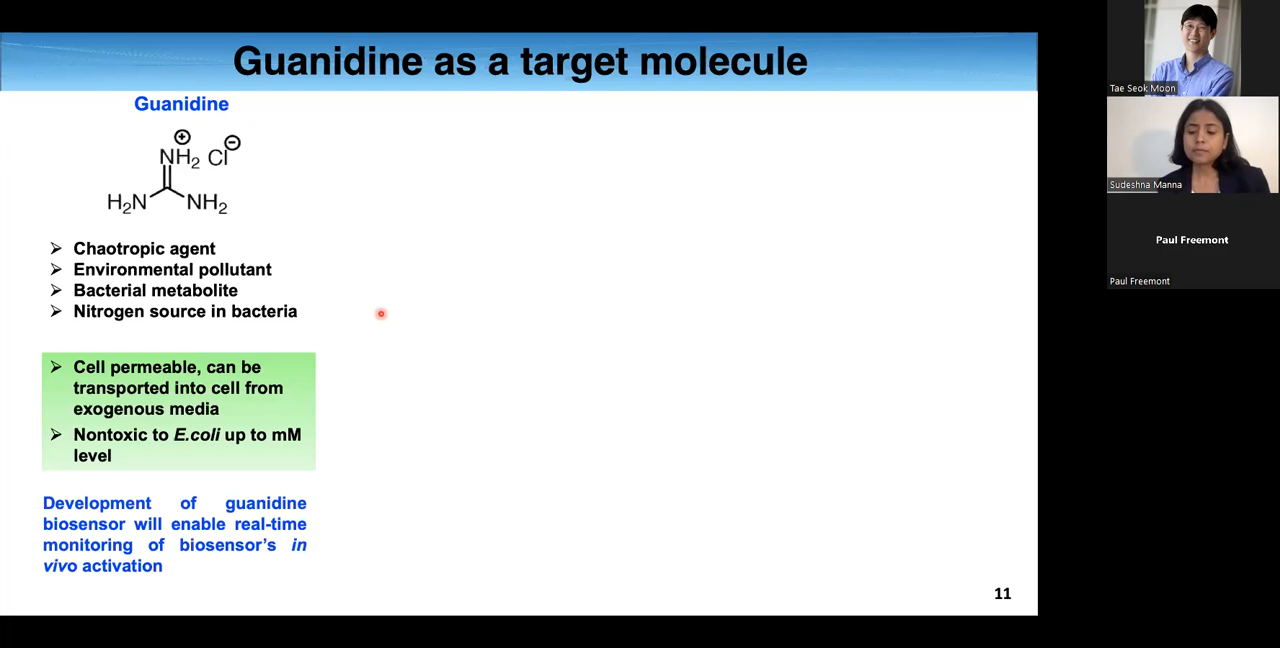 Guanidine as a target molecule
Guanidine
NH2 Cl
H2N NH2
Chaotropic agent
Environmental pollutant
Bacterial metabolite
Nitrogen source in bacteria
Cell permeable, can be
transported into cell from
exogenous media
Nontoxic to E.coli up to mM
level
Development of guanidine
biosensor will enable real-time
monitoring of biosensor's in
vivo activation
11
Tae Seok Moon
Sudeshna Manna
Paul Freemont
Paul Freemont